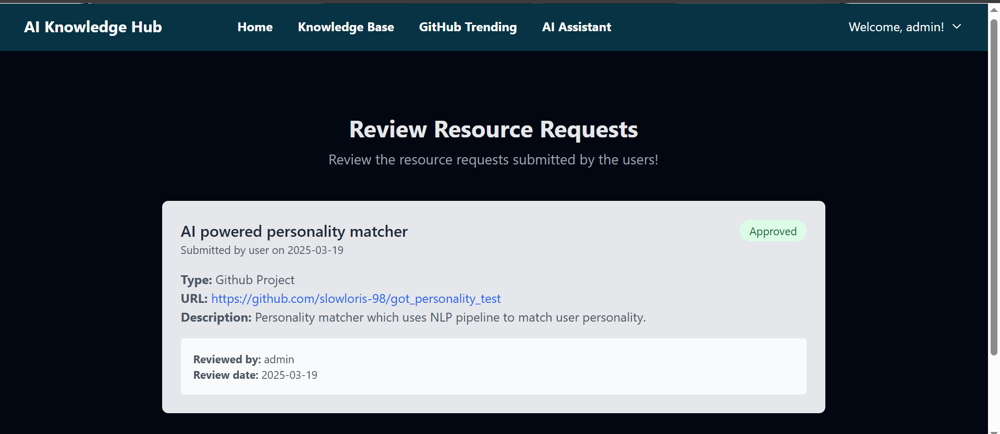 AI Knowledge Hub Home Knowledge Base GitHub Trending AI Assistant Welcome, admin!
Review Resource Requests
Review the resource requests submitted by the users!
AI powered personality matcher Approved
Submitted by user on 2025-03-19
Type: Github Project
URL: https://github.com/slowloris-98/got_personality_test
Description: Personality matcher which uses NLP pipeline to match user personality.
Reviewed by: admin
Review date: 2025-03-19